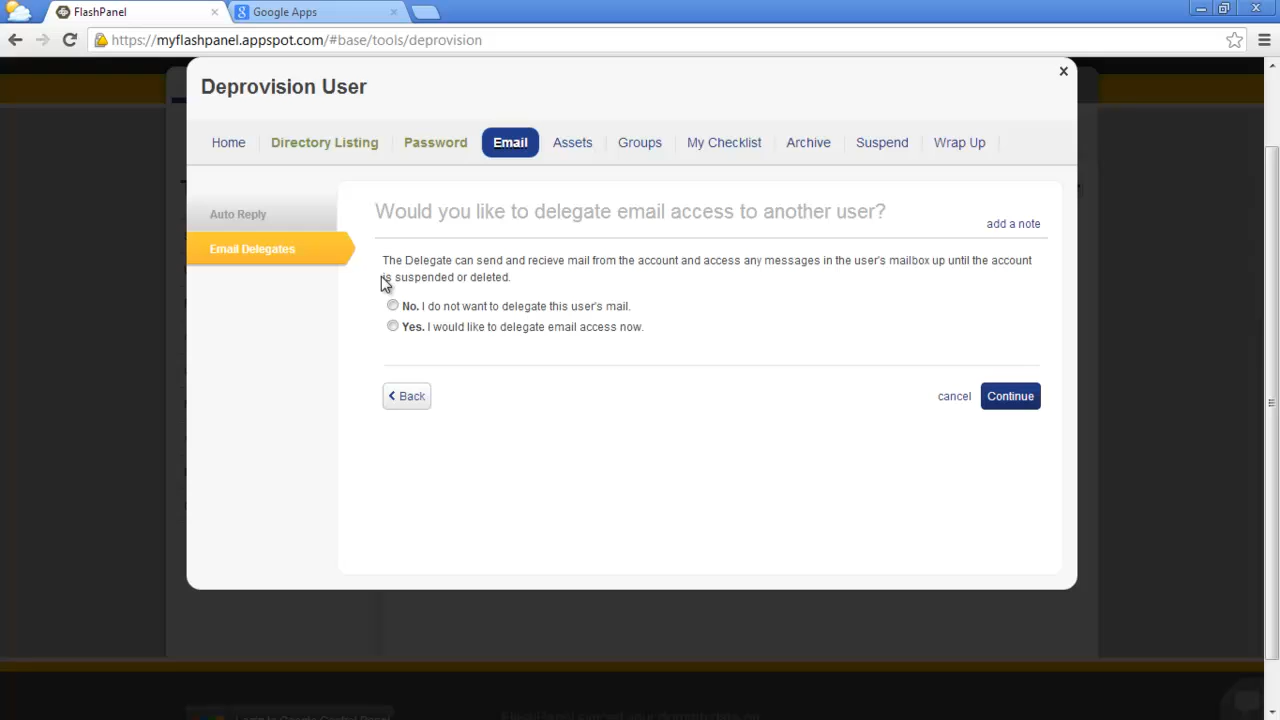 FlashPanel
Google Apps
https://myflashpanel.appspot.com/#base/tools/deprovision
Deprovision User
Home
Directory Listing
Password
Email
Assets
Groups
My Checklist
Archive
Suspend
Wrap Up
Auto Reply
Email Delegates
Would you like to delegate email access to another user?
add a note
The Delegate can send and recieve mail from the account and access any messages in the user's mailbox up until the account
is suspended or deleted.
No. I do not want to delegate this user's mail.
Yes. I would like to delegate email access now.
Back
cancel
Continue